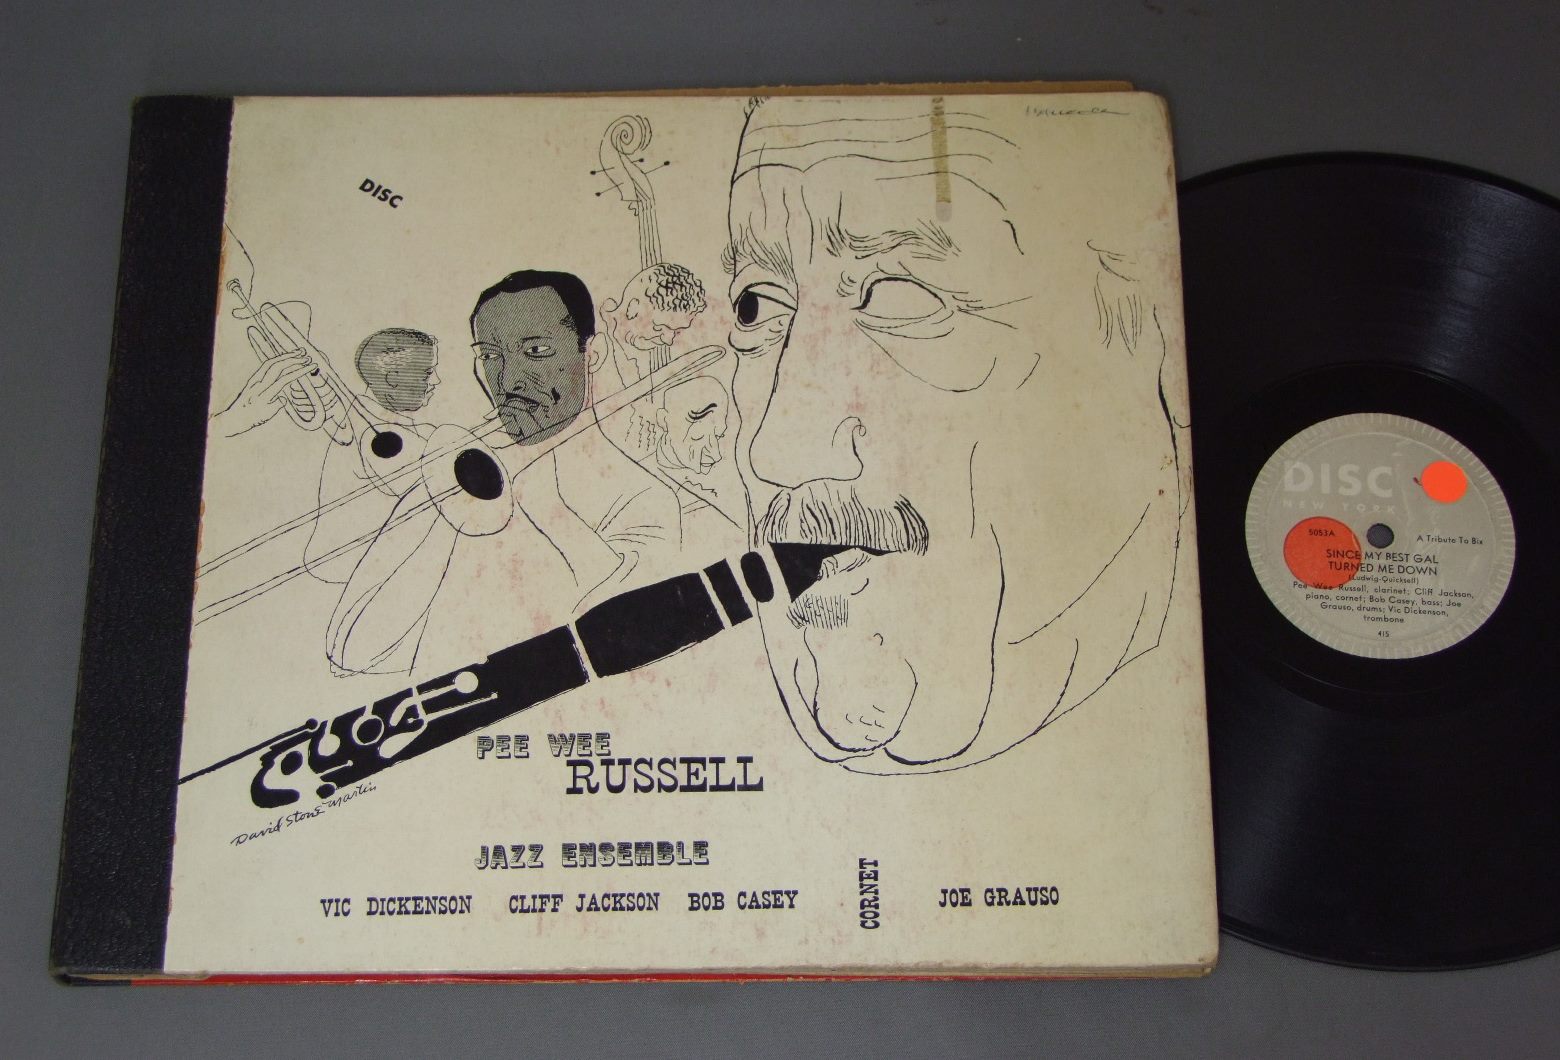 DISC
David Stone Martin
PEE WEE
RUSSELL
JAZZ ENSEMBLE
VIC DICKENSON CLIFF JACKSON BOB CASEY CORNET JOE GRAUSO
DISC
NEW YORK
5053A
A Tribute To Bix
SINCE MY BEST GAL
TURNED ME DOWN
(Ludwig-Quicksell)
Pee Wee Russell, clarinet; Cliff Jackson,
piano, cornet; Bob Casey, bass; Joe
Grauso, drums; Vic Dickenson,
trombone
415